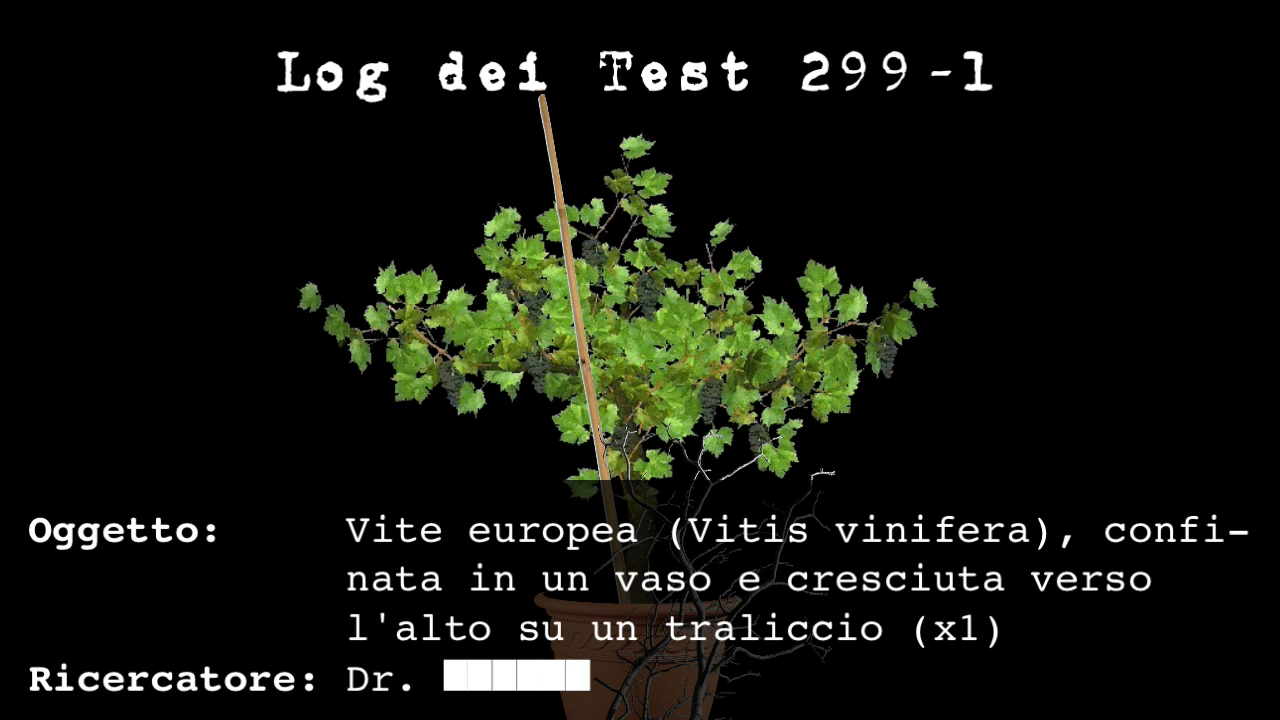 Log dei Test 299-1
Oggetto: Vite europea (Vitis vinifera), confi-
nata in un vaso e cresciuta verso
l'alto su un traliccio (x1)
Ricercatore: Dr. ██████